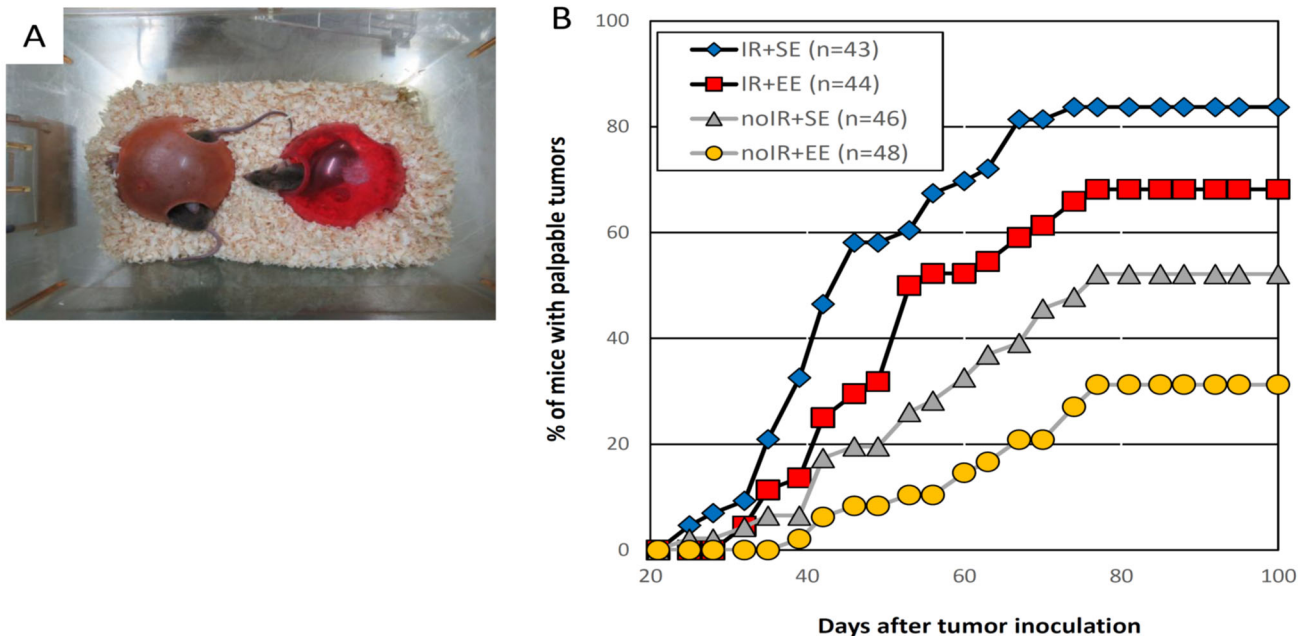 A
B
IR+SE (n=43)
IR+EE (n=44)
noIR+SE (n=46)
noIR+EE (n=48)
% of mice with palpable tumors
100
80
60
40
20
0
20
40
60
80
100
Days after tumor inoculation